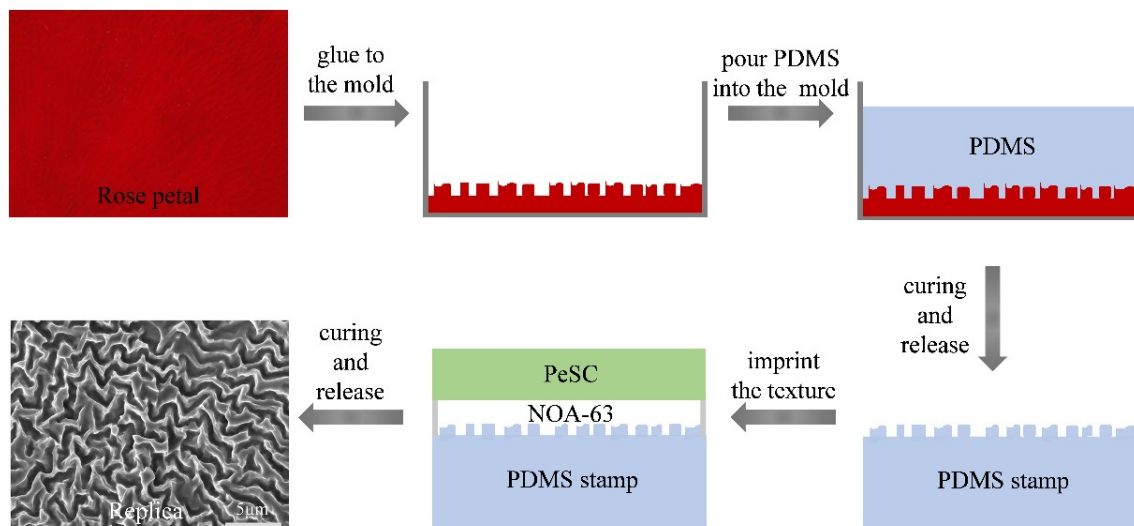 Rose petal
glue to
the mold
pour PDMS
into the mold
PDMS
curing
and
release
PDMS stamp
imprint
the texture
PeSC
NOA-63
PDMS stamp
curing
and
release
Replica
5μm